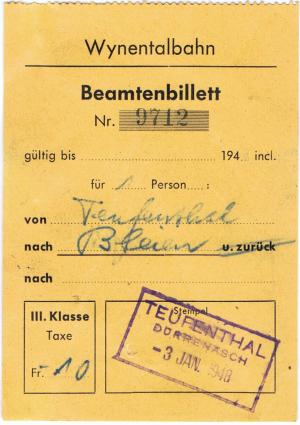 Wynentalbahn
Beamtenbillett
Nr. 9712
gültig bis 194 incl.
für 1 Person :
von Teufenthal
nach Bleien u. zurück
nach
III. Klasse
Taxe
Fr. -10
Stempel
TEUFENTHAL
DÜRRENÄSCH
-3 JAN. 1948